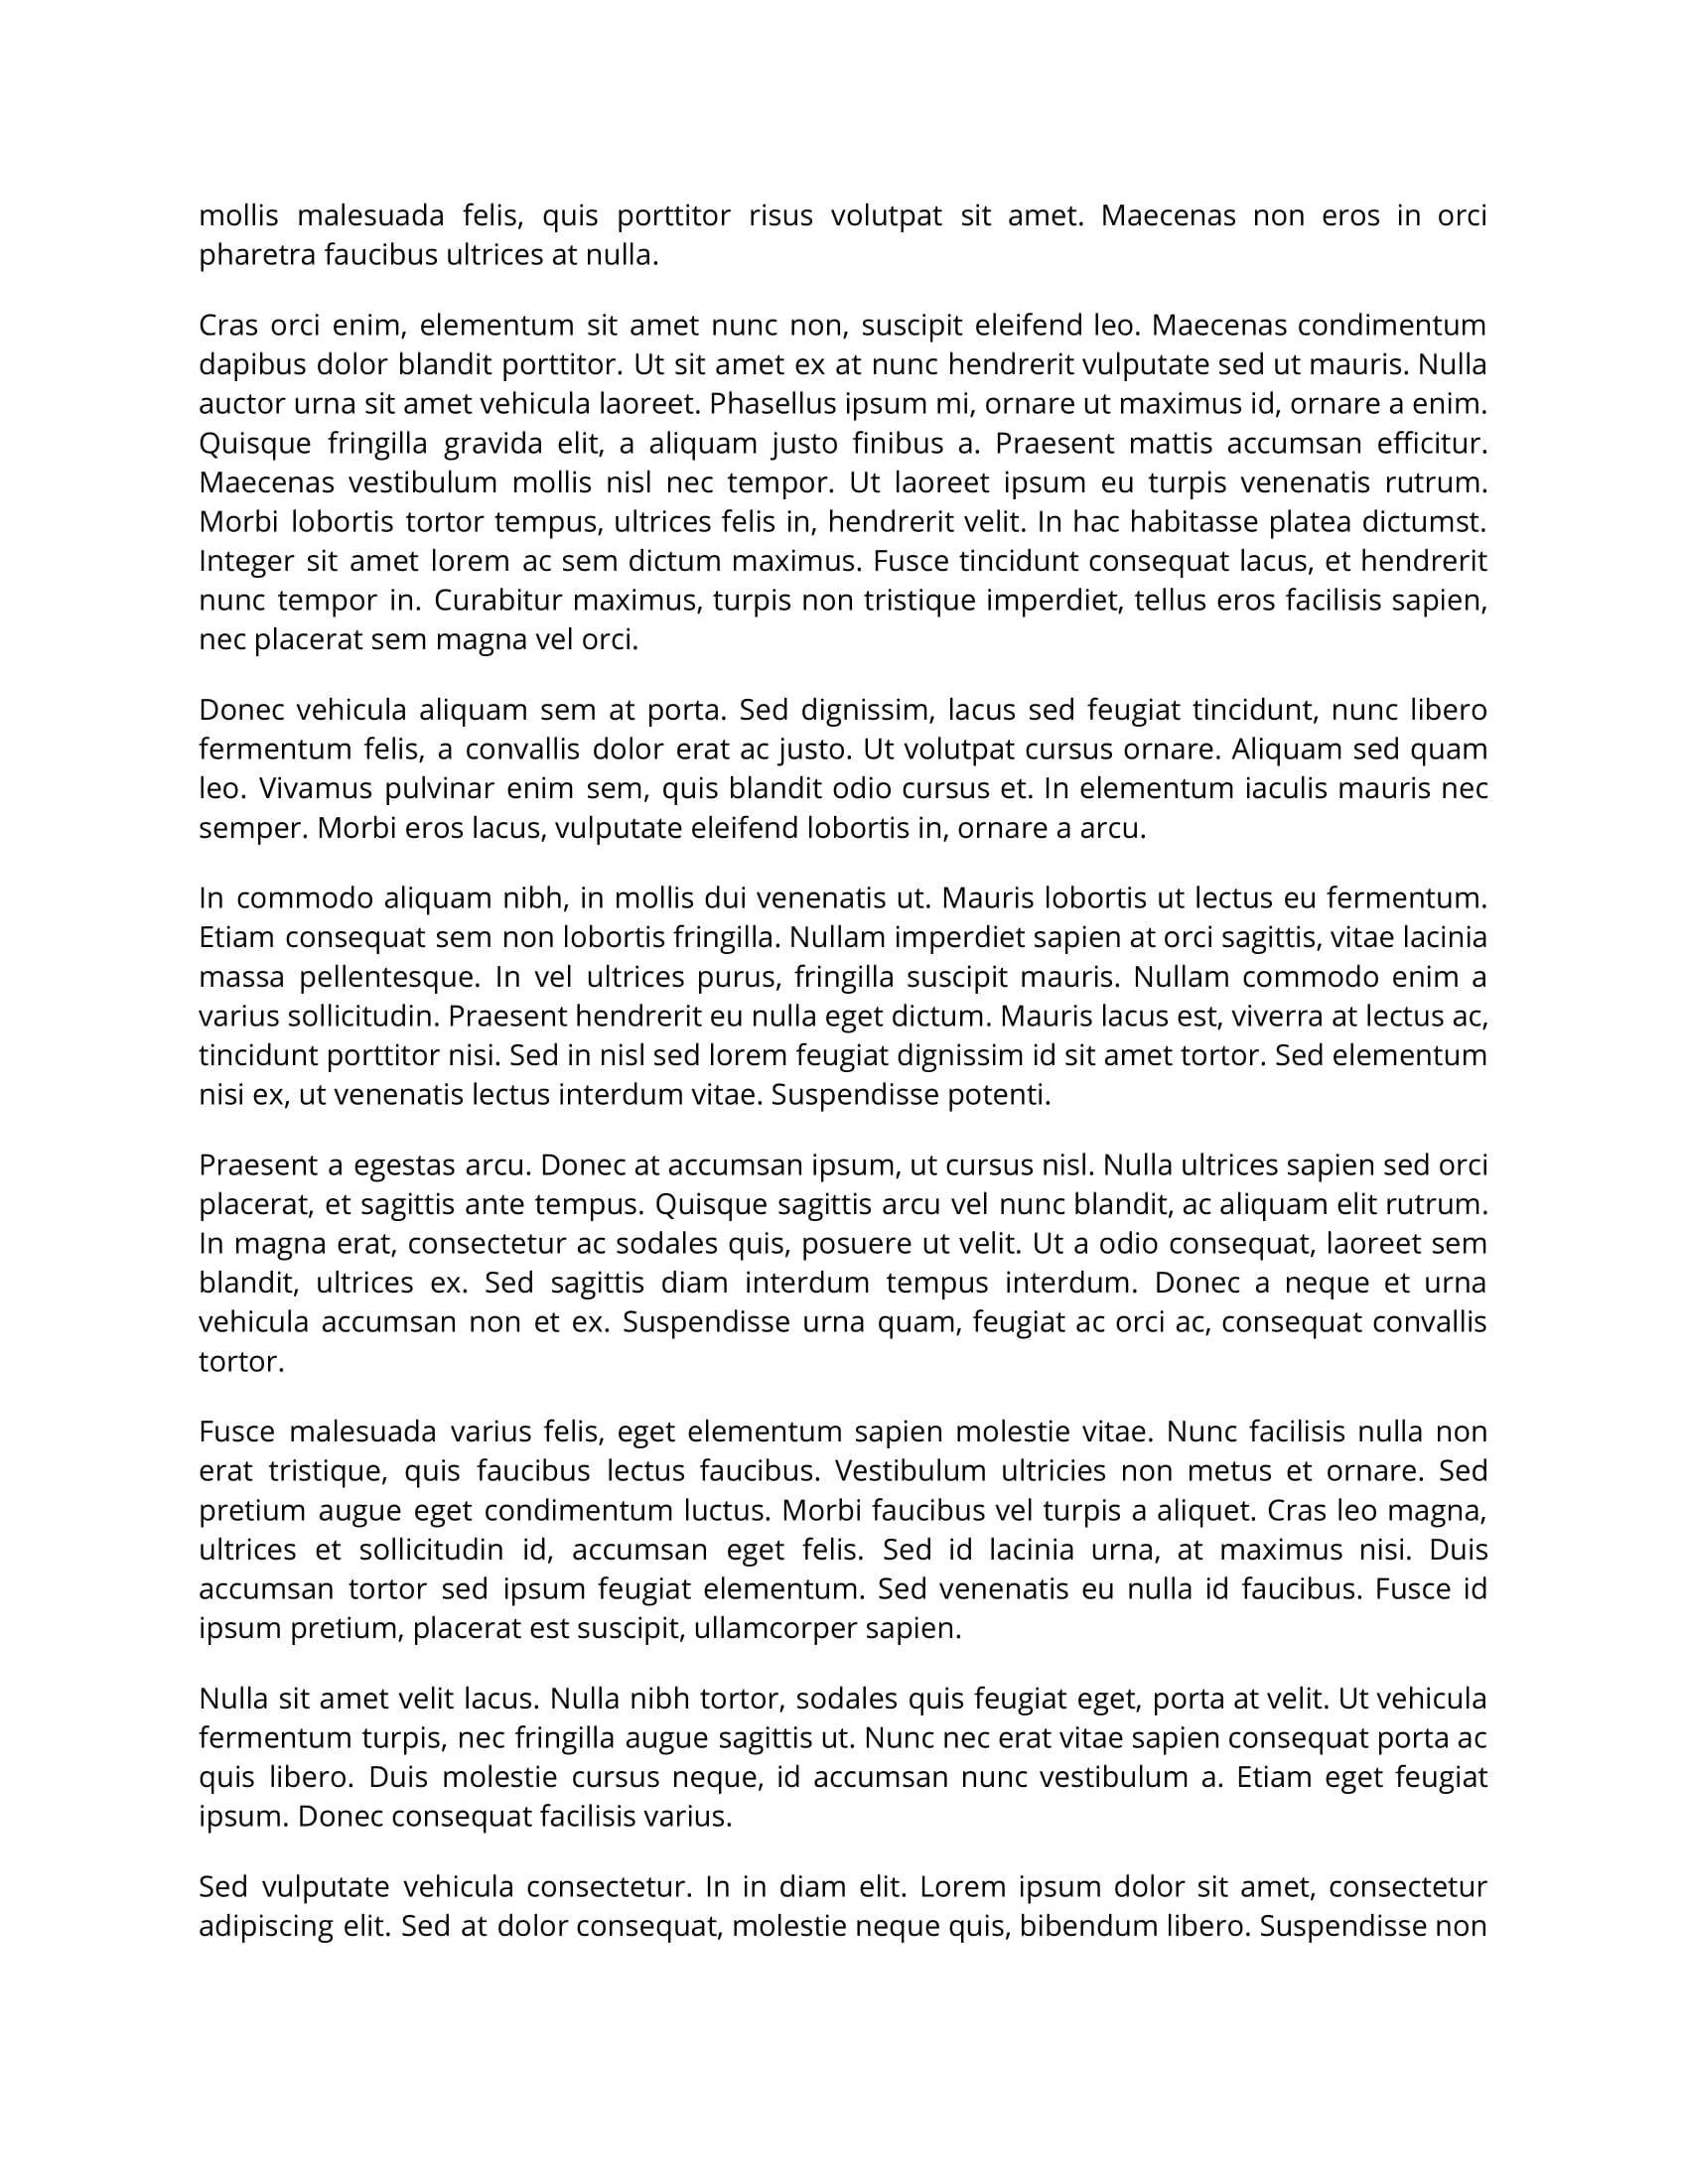 mollis malesuada felis, quis porttitor risus volutpat sit amet. Maecenas non eros in orci
pharetra faucibus ultrices at nulla.
Cras orci enim, elementum sit amet nunc non, suscipit eleifend leo. Maecenas condimentum
dapibus dolor blandit porttitor. Ut sit amet ex at nunc hendrerit vulputate sed ut mauris. Nulla
auctor urna sit amet vehicula laoreet. Phasellus ipsum mi, ornare ut maximus id, ornare a enim.
Quisque fringilla gravida elit, a aliquam justo finibus a. Praesent mattis accumsan efficitur.
Maecenas vestibulum mollis nisl nec tempor. Ut laoreet ipsum eu turpis venenatis rutrum.
Morbi lobortis tortor tempus, ultrices felis in, hendrerit velit. In hac habitasse platea dictumst.
Integer sit amet lorem ac sem dictum maximus. Fusce tincidunt consequat lacus, et hendrerit
nunc tempor in. Curabitur maximus, turpis non tristique imperdiet, tellus eros facilisis sapien,
nec placerat sem magna vel orci.
Donec vehicula aliquam sem at porta. Sed dignissim, lacus sed feugiat tincidunt, nunc libero
fermentum felis, a convallis dolor erat ac justo. Ut volutpat cursus ornare. Aliquam sed quam
leo. Vivamus pulvinar enim sem, quis blandit odio cursus et. In elementum iaculis mauris nec
semper. Morbi eros lacus, vulputate eleifend lobortis in, ornare a arcu.
In commodo aliquam nibh, in mollis dui venenatis ut. Mauris lobortis ut lectus eu fermentum.
Etiam consequat sem non lobortis fringilla. Nullam imperdiet sapien at orci sagittis, vitae lacinia
massa pellentesque. In vel ultrices purus, fringilla suscipit mauris. Nullam commodo enim a
varius sollicitudin. Praesent hendrerit eu nulla eget dictum. Mauris lacus est, viverra at lectus ac,
tincidunt porttitor nisi. Sed in nisl sed lorem feugiat dignissim id sit amet tortor. Sed elementum
nisi ex, ut venenatis lectus interdum vitae. Suspendisse potenti.
Praesent a egestas arcu. Donec at accumsan ipsum, ut cursus nisl. Nulla ultrices sapien sed orci
placerat, et sagittis ante tempus. Quisque sagittis arcu vel nunc blandit, ac aliquam elit rutrum.
In magna erat, consectetur ac sodales quis, posuere ut velit. Ut a odio consequat, laoreet sem
blandit, ultrices ex. Sed sagittis diam interdum tempus interdum. Donec a neque et urna
vehicula accumsan non et ex. Suspendisse urna quam, feugiat ac orci ac, consequat convallis
tortor.
Fusce malesuada varius felis, eget elementum sapien molestie vitae. Nunc facilisis nulla non
erat tristique, quis faucibus lectus faucibus. Vestibulum ultricies non metus et ornare. Sed
pretium augue eget condimentum luctus. Morbi faucibus vel turpis a aliquet. Cras leo magna,
ultrices et sollicitudin id, accumsan eget felis. Sed id lacinia urna, at maximus nisi. Duis
accumsan tortor sed ipsum feugiat elementum. Sed venenatis eu nulla id faucibus. Fusce id
ipsum pretium, placerat est suscipit, ullamcorper sapien.
Nulla sit amet velit lacus. Nulla nibh tortor, sodales quis feugiat eget, porta at velit. Ut vehicula
fermentum turpis, nec fringilla augue sagittis ut. Nunc nec erat vitae sapien consequat porta ac
quis libero. Duis molestie cursus neque, id accumsan nunc vestibulum a. Etiam eget feugiat
ipsum. Donec consequat facilisis varius.
Sed vulputate vehicula consectetur. In in diam elit. Lorem ipsum dolor sit amet, consectetur
adipiscing elit. Sed at dolor consequat, molestie neque quis, bibendum libero. Suspendisse non